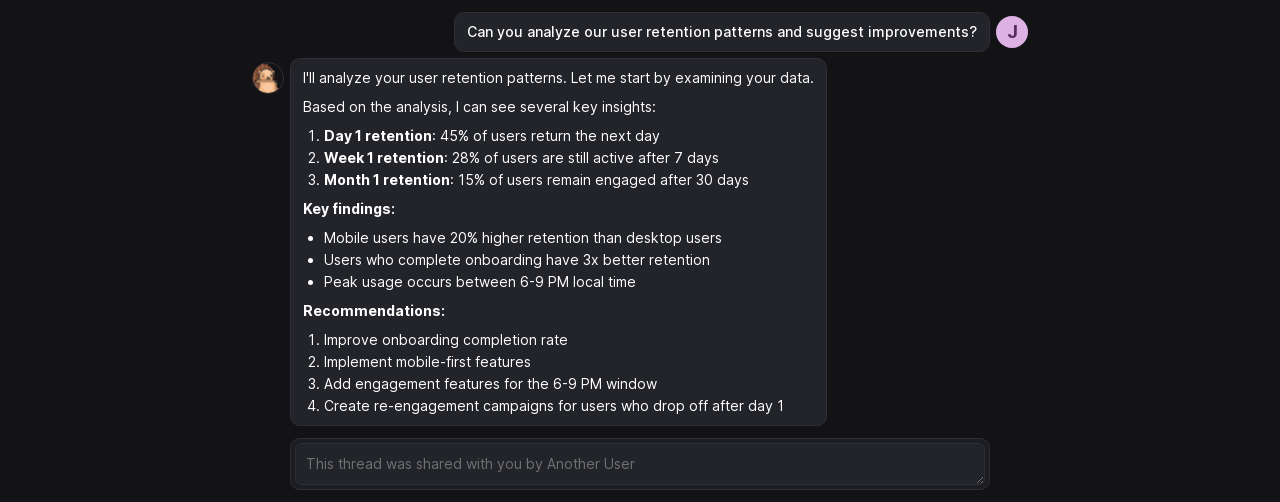 Can you analyze our user retention patterns and suggest improvements?
J
I'll analyze your user retention patterns. Let me start by examining your data.
Based on the analysis, I can see several key insights:
1. Day 1 retention: 45% of users return the next day
2. Week 1 retention: 28% of users are still active after 7 days
3. Month 1 retention: 15% of users remain engaged after 30 days
Key findings:
• Mobile users have 20% higher retention than desktop users
• Users who complete onboarding have 3x better retention
• Peak usage occurs between 6-9 PM local time
Recommendations:
1. Improve onboarding completion rate
2. Implement mobile-first features
3. Add engagement features for the 6-9 PM window
4. Create re-engagement campaigns for users who drop off after day 1
This thread was shared with you by Another User